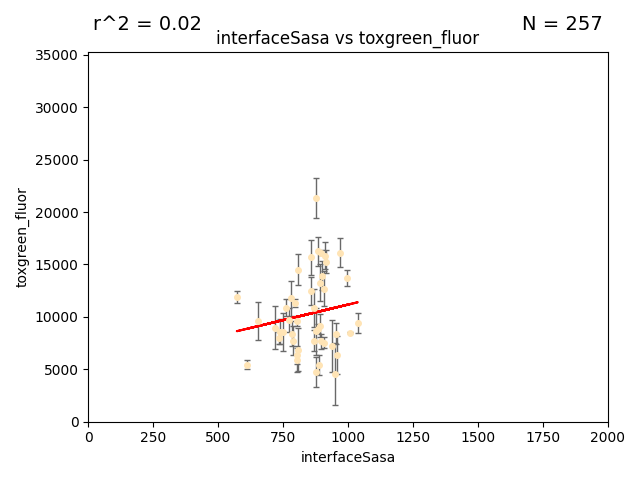 r^2 = 0.02
N = 257
interfaceSasa vs toxgreen_fluor
35000
30000
25000
20000
15000
10000
5000
0
toxgreen_fluor
0 250 500 750 1000 1250 1500 1750 2000
interfaceSasa